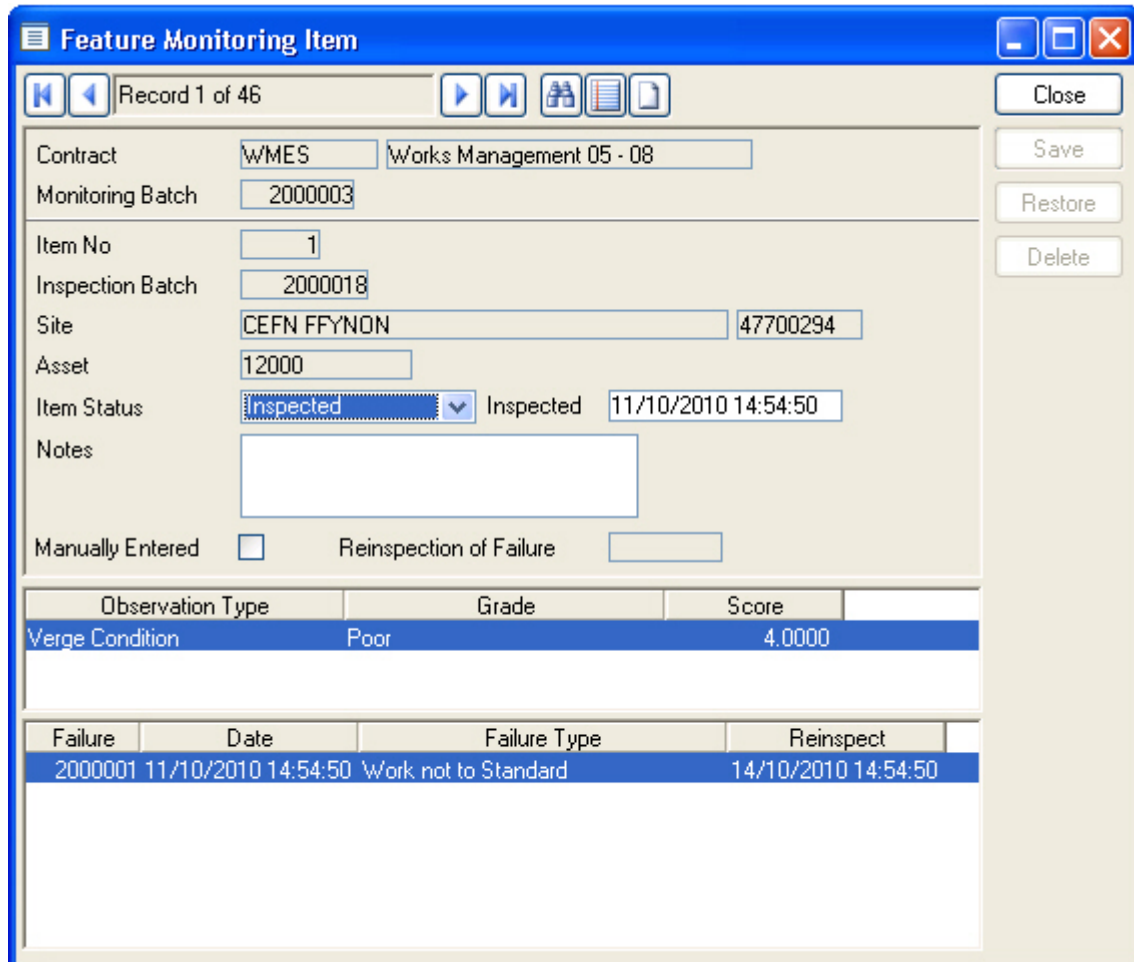 Feature Monitoring Item
Record 1 of 46
Close
Contract WMES Works Management 05 - 08
Save
Monitoring Batch 2000003
Restore
Item No 1
Delete
Inspection Batch 2000018
Site CEFN FFYNON 47700294
Asset 12000
Item Status Inspected Inspected 11/10/2010 14:54:50
Notes
Manually Entered Reinspection of Failure
Observation Type Grade Score
Verge Condition Poor 4.0000
Failure Date Failure Type Reinspect
2000001 11/10/2010 14:54:50 Work not to Standard 14/10/2010 14:54:50